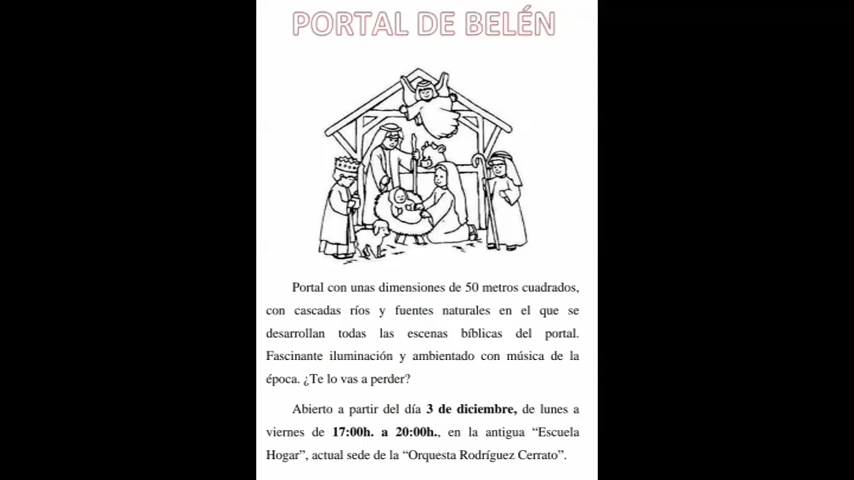 PORTAL DE BELÉN
Portal con unas dimensiones de 50 metros cuadrados,
con cascadas ríos y fuentes naturales en el que se
desarrollan todas las escenas bíblicas del portal.
Fascinante iluminación y ambientado con música de la
época. ¿Te lo vas a perder?
Abierto a partir del día 3 de diciembre, de lunes a
viernes de 17:00h. a 20:00h., en la antigua “Escuela
Hogar”, actual sede de la “Orquesta Rodríguez Cerrato”.